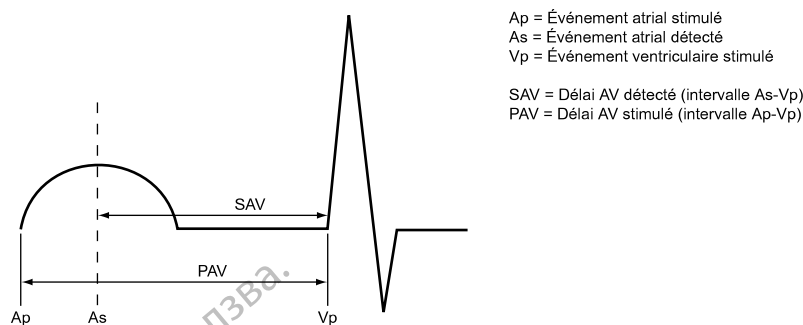 Ap = Événement atrial stimulé
As = Événement atrial détecté
Vp = Événement ventriculaire stimulé
SAV = Délai AV détecté (intervalle As-Vp)
PAV = Délai AV stimulé (intervalle Ap-Vp)
SAV
PAV
Ap As Vp